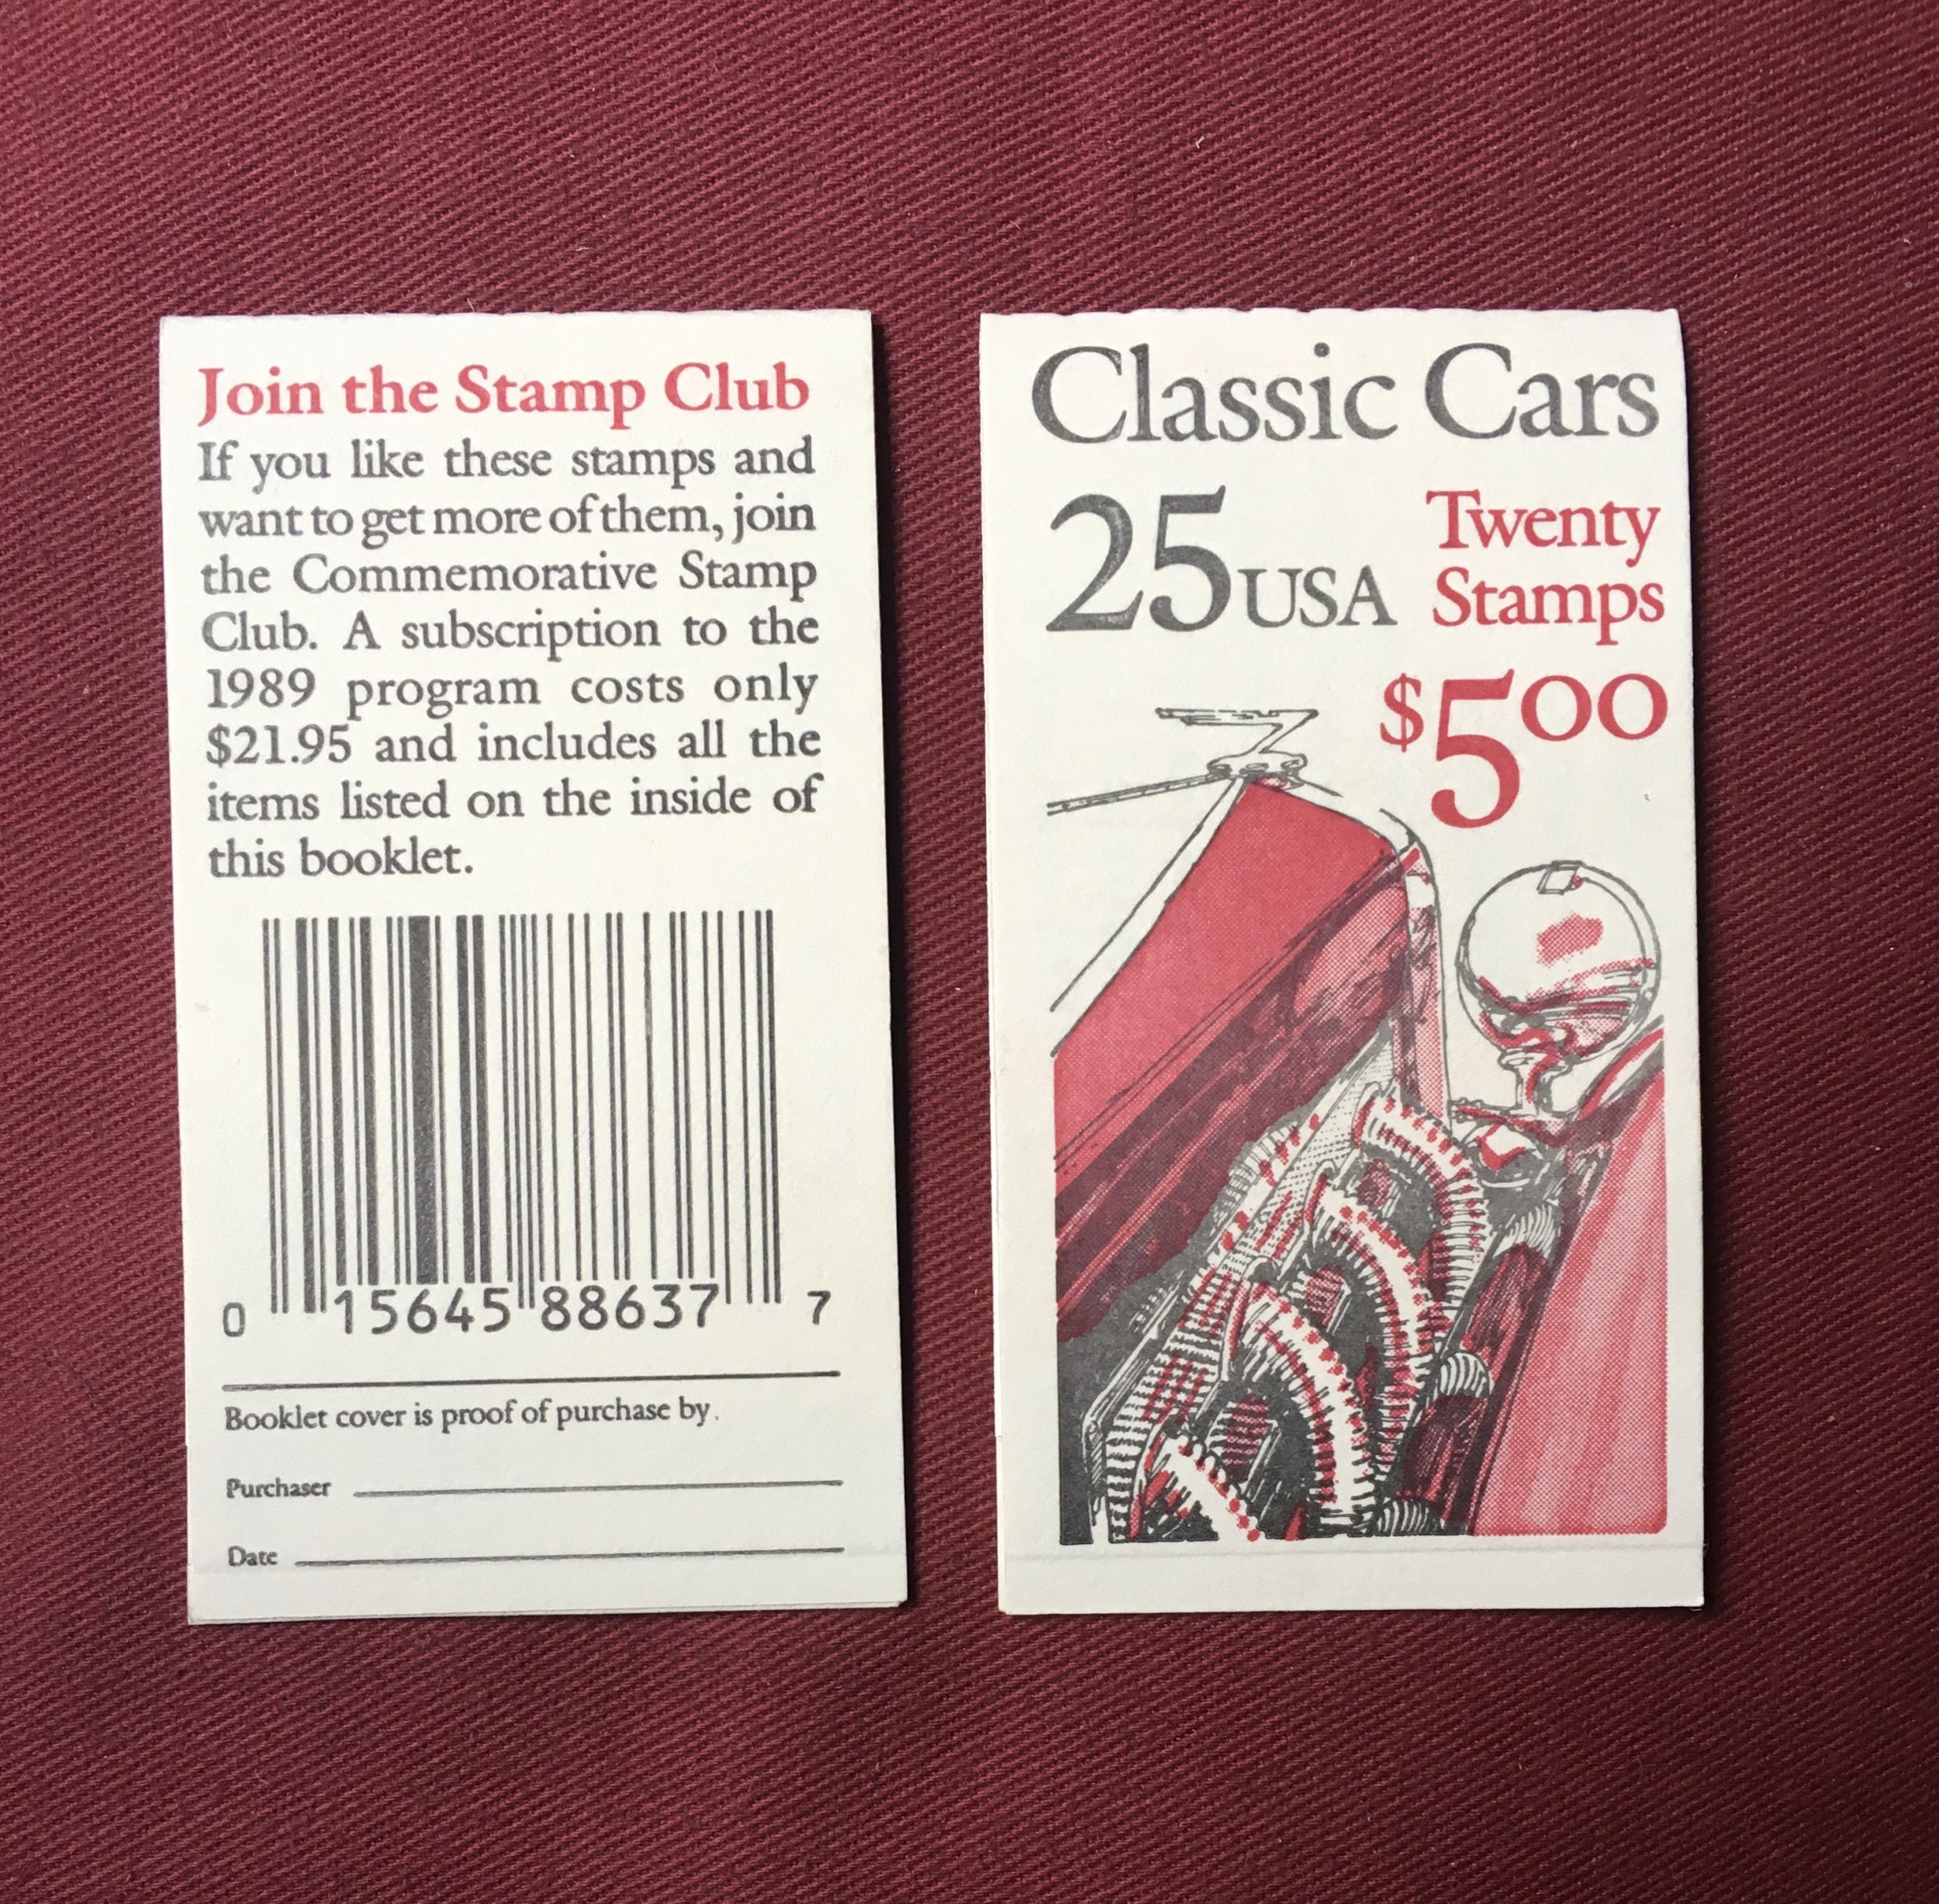 Join the Stamp Club
If you like these stamps and
want to get more of them, join
the Commemorative Stamp
Club. A subscription to the
1989 program costs only
$21.95 and includes all the
items listed on the inside of
this booklet.
0 15645 88637 7
Booklet cover is proof of purchase by.
Purchaser
Date
Classic Cars
25 USA
Twenty
Stamps
$5.00